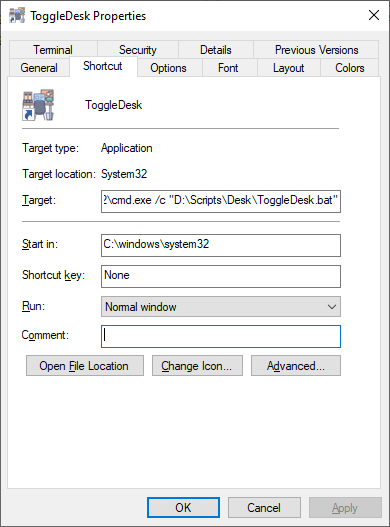 ToggleDesk Properties
Terminal Security Details Previous Versions
General Shortcut Options Font Layout Colors
ToggleDesk
Target type: Application
Target location: System32
Target: \cmd.exe /c "D:\Scripts\Desk\ToggleDesk.bat"
Start in: C:\windows\system32
Shortcut key: None
Run: Normal window
Comment:
Open File Location Change Icon... Advanced...
OK Cancel Apply